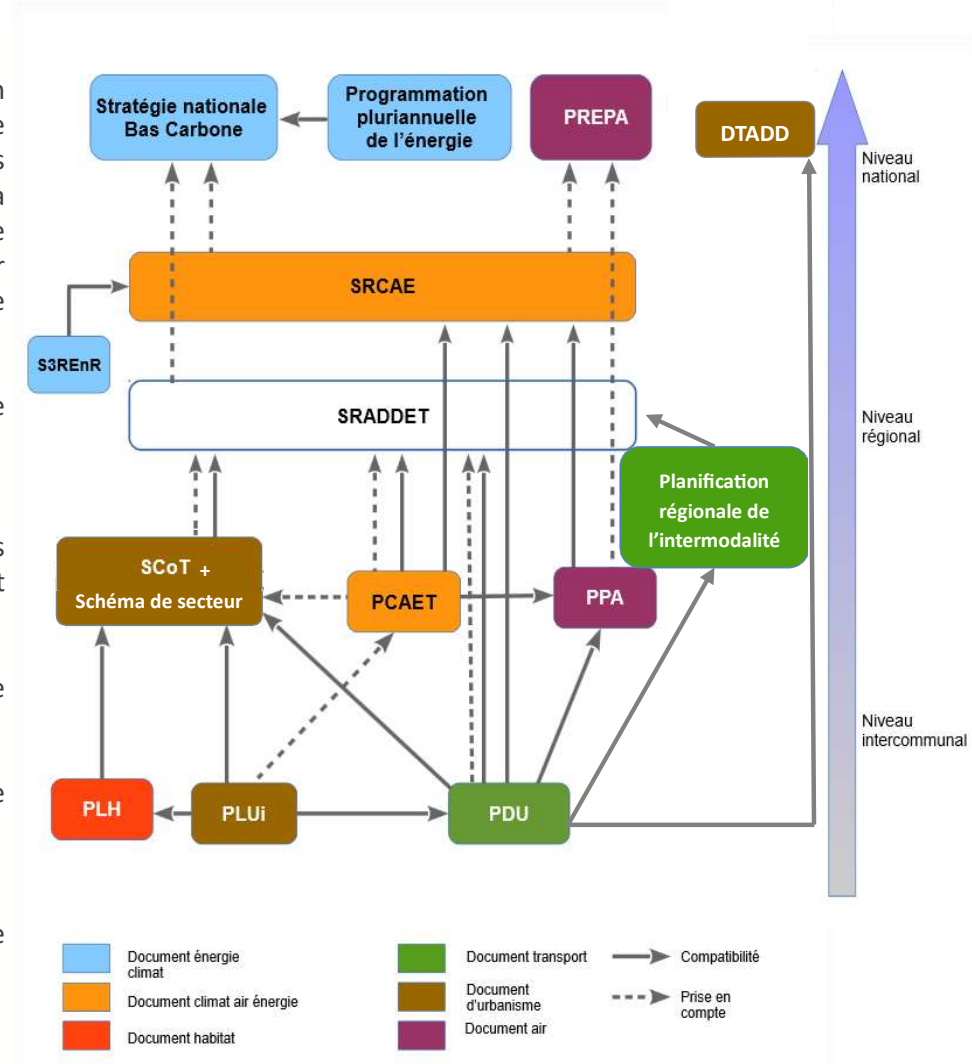 n
e
s
a
e
r
e
e
s
t
e
e
e
Stratégie nationale
Bas Carbone
Programmation
pluriannuelle
de l'énergie
PREPA
DTADD
Niveau
national
SRCAE
S3REnR
SRADDET
Niveau
régional
Planification
régionale de
l'intermodalité
SCoT +
Schéma de secteur
PCAET
PPA
Niveau
intercommunal
PLH
PLUi
PDU
Document énergie
climat
Document climat air énergie
Document habitat
Document transport
Document
d'urbanisme
Document air
Compatibilité
Prise en
compte